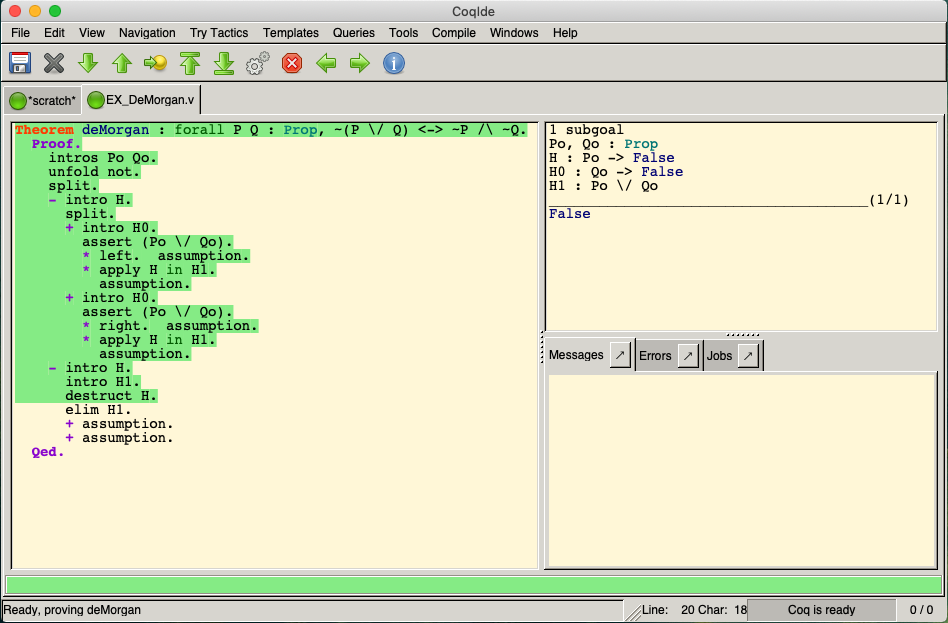 CoqIde
File Edit View Navigation Try Tactics Templates Queries Tools Compile Windows Help
*scratch* EX_DeMorgan.v
Theorem deMorgan : forall P Q : Prop, ~(P \/ Q) <-> ~P /\ ~Q.
Proof.
intros Po Qo.
unfold not.
split.
- intro H.
split.
+ intro H0.
assert (Po \/ Qo).
* left.  assumption.
* apply H in H1.
assumption.
+ intro H0.
assert (Po \/ Qo).
* right.  assumption.
* apply H in H1.
assumption.
- intro H.
intro H1.
destruct H.
elim H1.
+ assumption.
+ assumption.
Qed.
1 subgoal
Po, Qo : Prop
H : Po -> False
H0 : Qo -> False
H1 : Po \/ Qo
______________________________________(1/1)
False
Messages Errors Jobs
Ready, proving deMorgan Line: 20 Char: 18 Coq is ready 0 / 0